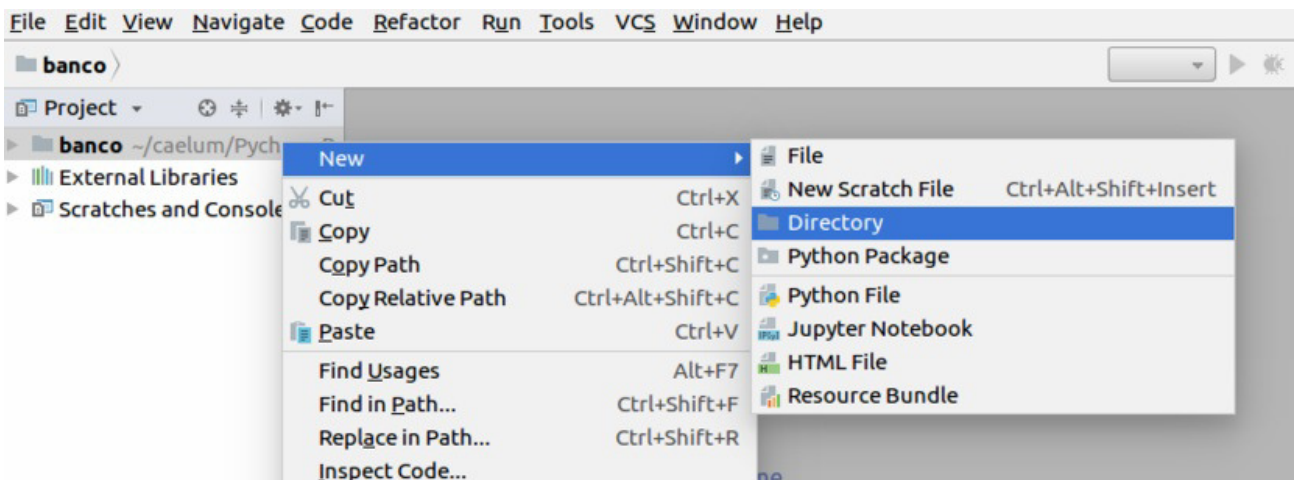 File Edit View Navigate Code Refactor Run Tools VCS Window Help
banco
Project
banco ~/caelum/Pych
External Libraries
Scratches and Console
New
Cut Ctrl+X
Copy Ctrl+C
Copy Path Ctrl+Shift+C
Copy Relative Path Ctrl+Alt+Shift+C
Paste Ctrl+V
Find Usages Alt+F7
Find in Path... Ctrl+Shift+F
Replace in Path... Ctrl+Shift+R
Inspect Code...
File
New Scratch File Ctrl+Alt+Shift+Insert
Directory
Python Package
Python File
Jupyter Notebook
HTML File
Resource Bundle